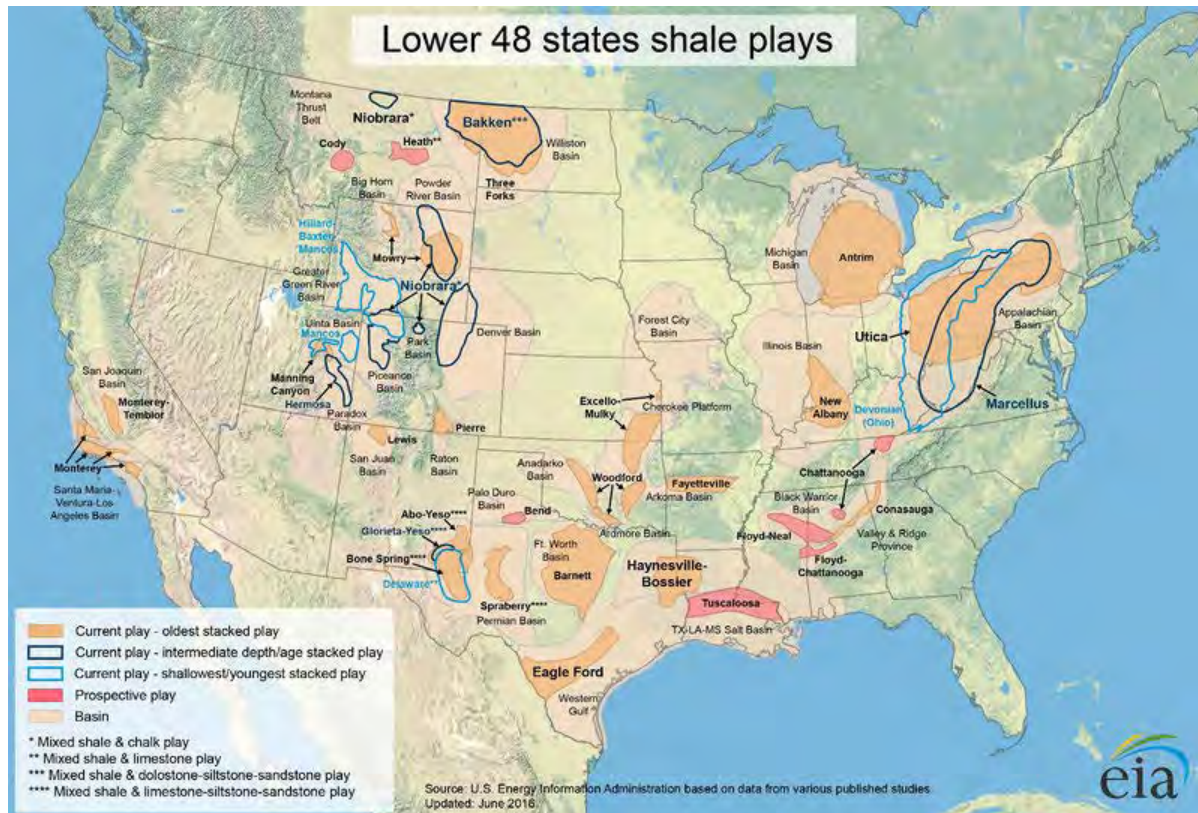 Lower 48 states shale plays
Montana
Thrust
Belt
Niobrara*
Bakken***
Cody
Heath**
Williston
Basin
Big Horn
Basin
Powder
River Basin
Three
Forks
Hilliard-
Baxter-
Mancos
Mowry
Greater
Green River
Basin
Niobrara*
Michigan
Basin
Antrim
Uinta Basin
Mancos
Park
Basin
Denver Basin
Forest City
Basin
Illinois Basin
Utica
Appalachian
Basin
San Joaquin
Basin
Manning
Canyon
Piceance
Basin
Hermosa
Monterey-
Temblor
Paradox
Basin
Excello-
Mulky
Cherokee Platform
New
Albany
Devonian
(Ohio)
Marcellus
Lewis
Pierre
Monterey
San Juan
Basin
Raton
Basin
Anadarko
Basin
Woodford
Fayetteville
Arkoma Basin
Chattanooga
Santa Maria-
Ventura-Los
Angeles Basin
Palo Duro
Basin
Bend
Black Warrior
Basin
Conasauga
Abo-Yeso****
Glorieta-Yeso****
Ardmore Basin
Floyd-Neal
Valley & Ridge
Province
Bone Spring****
Ft. Worth
Basin
Barnett
Haynesville-
Bossier
Floyd-
Chattanooga
Delaware**
Spraberry****
Permian Basin
Tuscaloosa
TX-LA-MS Salt Basin
Eagle Ford
Western
Gulf
Current play - oldest stacked play
Current play - intermediate depth/age stacked play
Current play - shallowest/youngest stacked play
Prospective play
Basin
* Mixed shale & chalk play
** Mixed shale & limestone play
*** Mixed shale & dolostone-siltstone-sandstone play
**** Mixed shale & limestone-siltstone-sandstone play
Source: U.S. Energy Information Administration based on data from various published studies.
Updated: June 2016.
eia